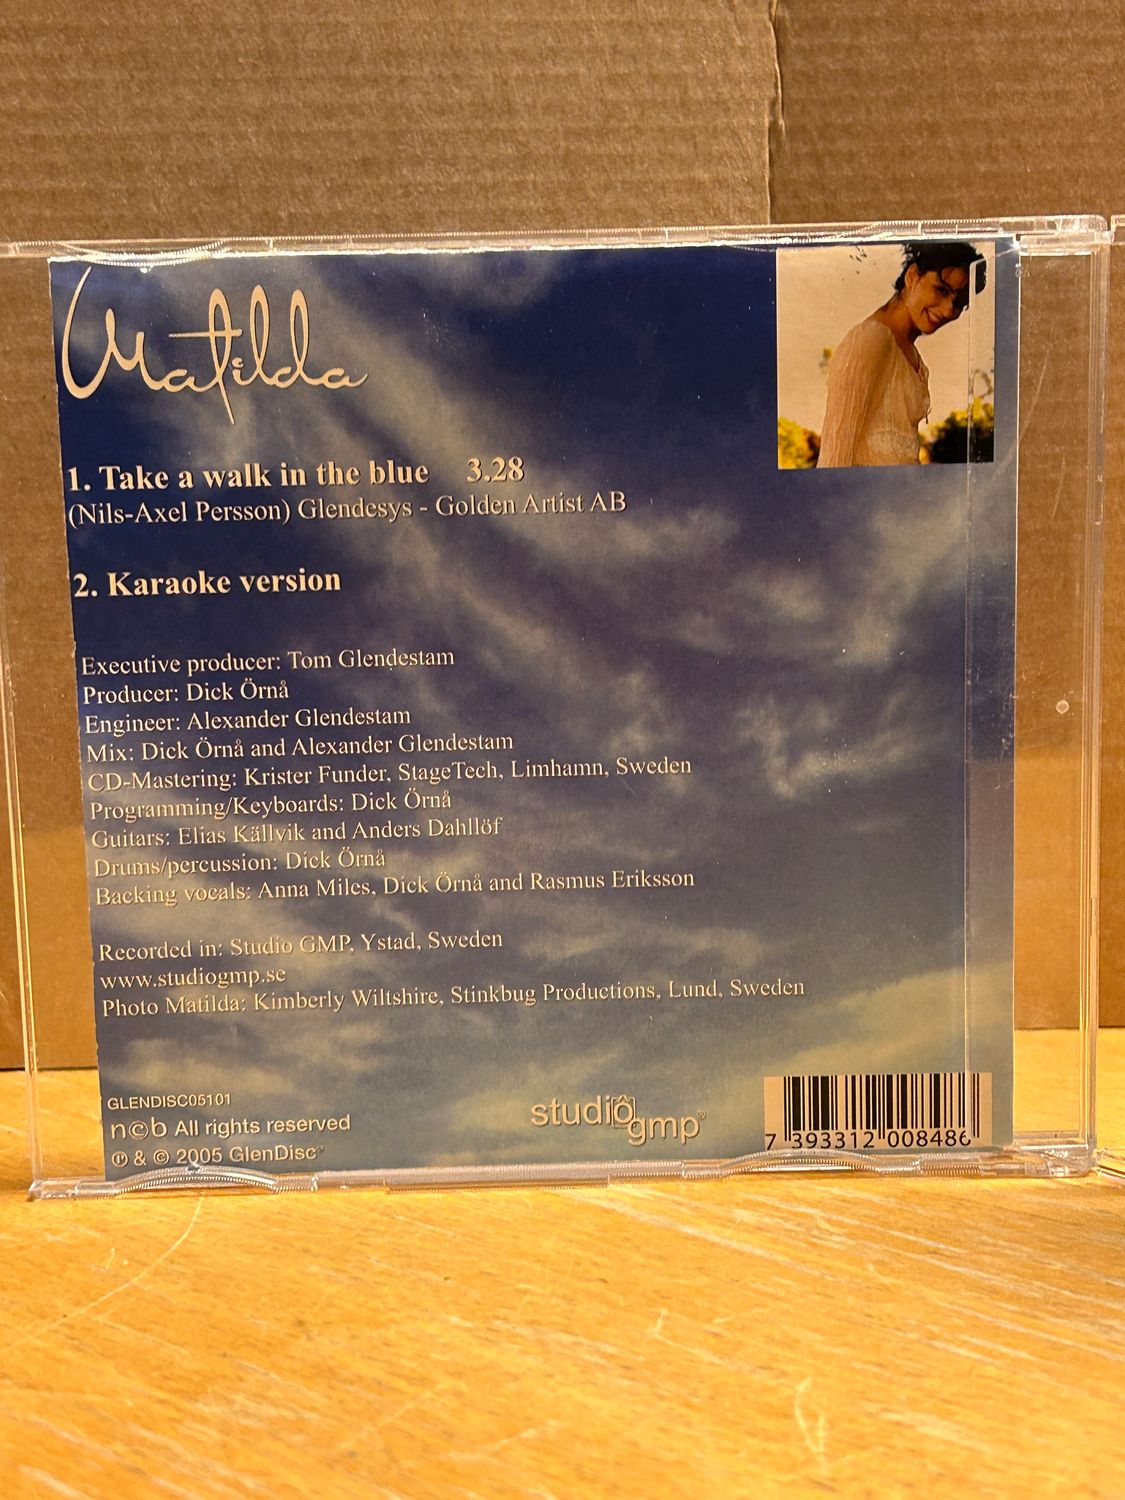 Matilda
1. Take a walk in the blue 3.28
(Nils-Axel Persson) Glendesys - Golden Artist AB
2. Karaoke version
Executive producer: Tom Glendestam
Producer: Dick Örnå
Engineer: Alexander Glendestam
Mix: Dick Örnå and Alexander Glendestam
CD-Mastering: Krister Funder, StageTech, Limhamn, Sweden
Programming/Keyboards: Dick Örnå
Guitars: Elias Källvik and Anders Dahllöf
Drums/percussion: Dick Örnå
Backing vocals: Anna Miles, Dick Örnå and Rasmus Eriksson
Recorded in: Studio GMP, Ystad, Sweden
www.studiogmp.se
Photo Matilda: Kimberly Wiltshire, Stinkbug Productions, Lund, Sweden
GLENDISC05101
n©b All rights reserved
℗ & © 2005 GlenDisc
studio gmp®
7 393312 008486